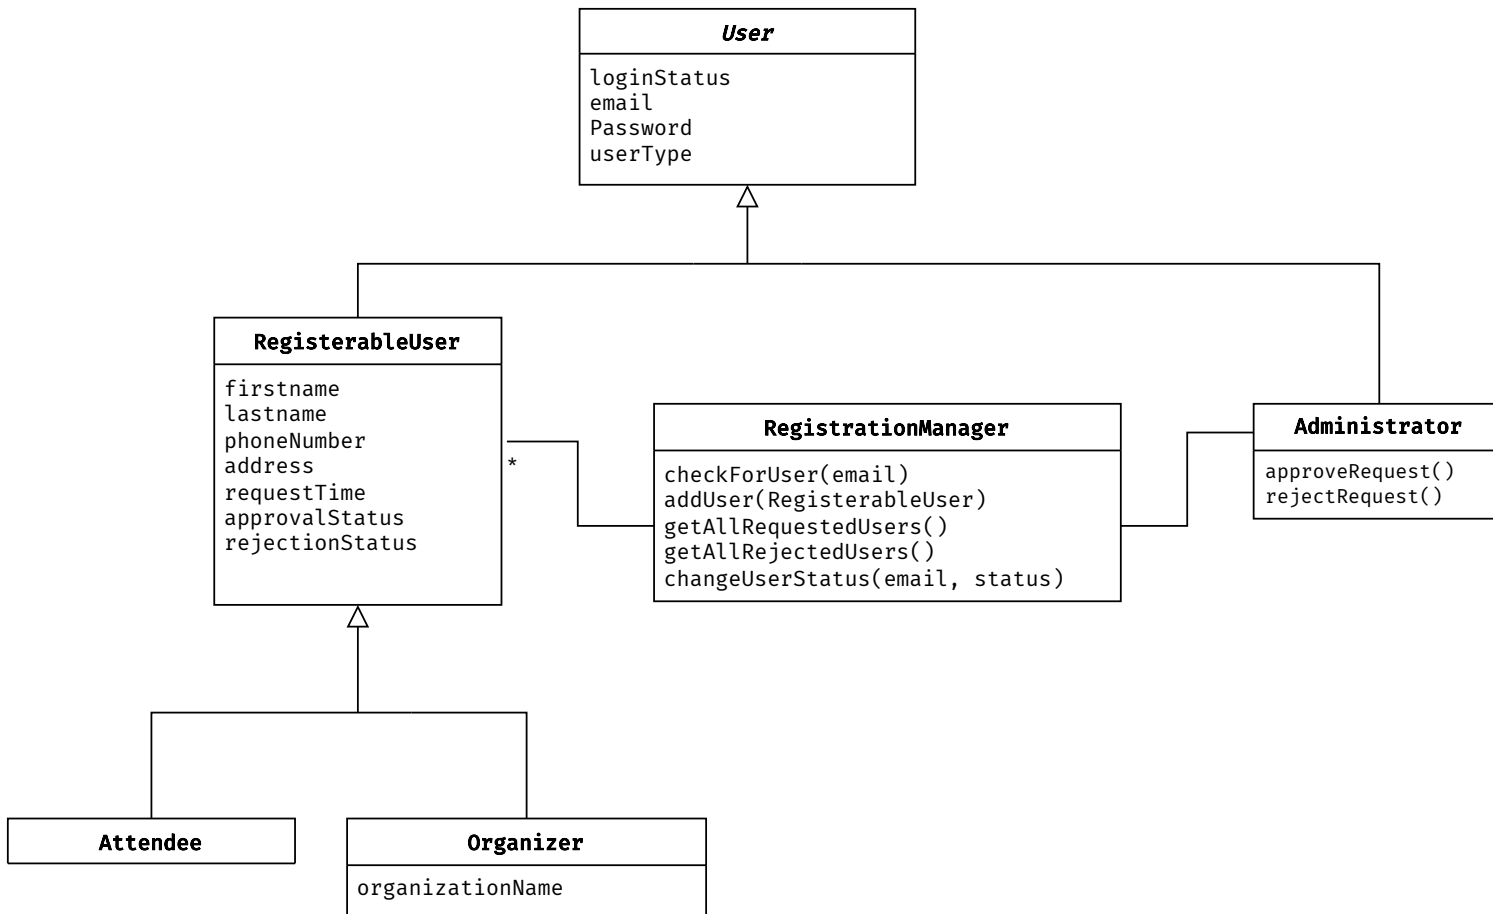 User
loginStatus
email
Password
userType
RegisterableUser
firstname
lastname
phoneNumber
address
requestTime
approvalStatus
rejectionStatus
*
RegistrationManager
checkForUser(email)
addUser(RegisterableUser)
getAllRequestedUsers()
getAllRejectedUsers()
changeUserStatus(email, status)
Administrator
approveRequest()
rejectRequest()
Attendee
Organizer
organizationName